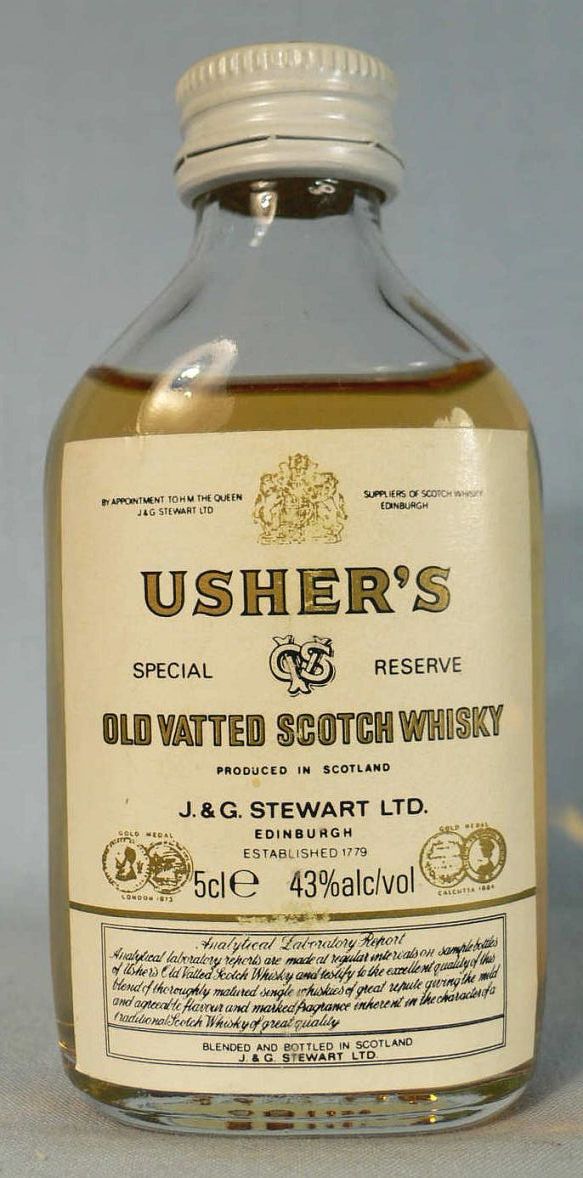 BY APPOINTMENT TO H M THE QUEEN
J & G STEWART LTD
SUPPLIERS OF SCOTCH WHISKY
EDINBURGH
USHER'S
SPECIAL RESERVE
OLD VATTED SCOTCH WHISKY
PRODUCED IN SCOTLAND
J. & G. STEWART LTD.
EDINBURGH
ESTABLISHED 1779
GOLD MEDAL
LONDON 1873
5cl e 43%alc/vol
GOLD MEDAL
CALCUTTA 1884
Analytical Laboratory Report
Analytical laboratory reports are made at regular intervals on sample bottles
of Usher's Old Vatted Scotch Whisky and testify to the excellent quality of this
blend of thoroughly matured single whiskies of great repute giving the mild
and agreeable flavour and marked fragrance inherent in the character of a
traditional Scotch Whisky of great quality
BLENDED AND BOTTLED IN SCOTLAND
J. & G. STEWART LTD.